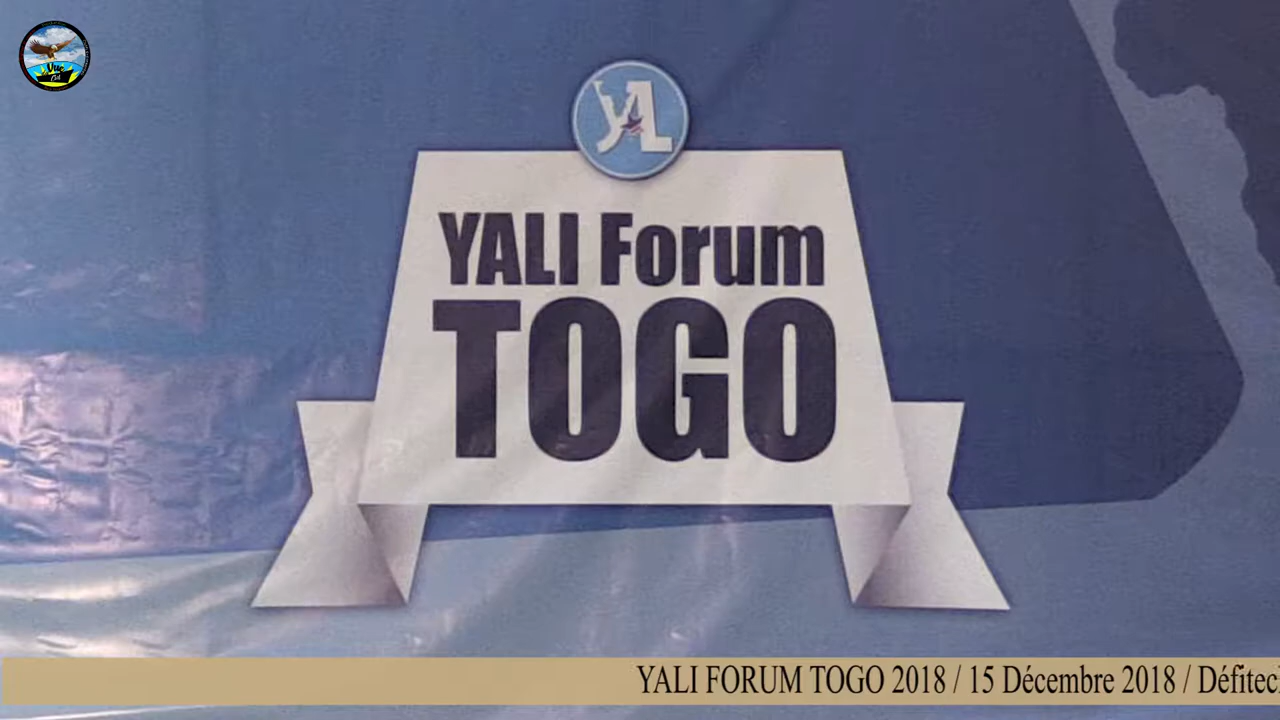 YAL
YALI Forum
TOGO
YALI FORUM TOGO 2018 / 15 Décembre 2018 / Défitec